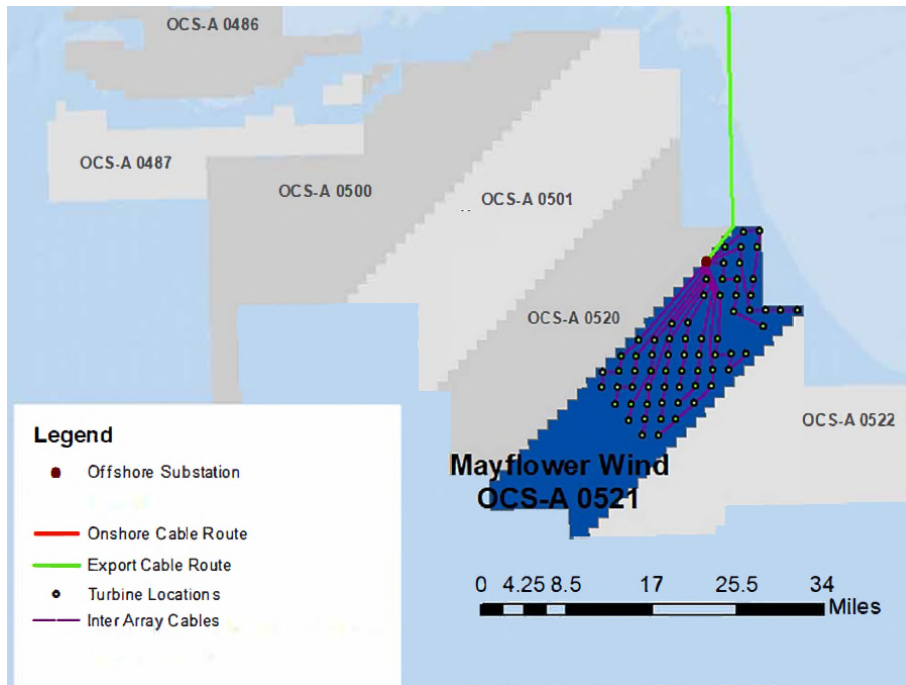 OCS-A 0486
OCS-A 0487
OCS-A 0500
OCS-A 0501
OCS-A 0520
OCS-A 0522
Mayflower Wind
OCS-A 0521
Legend
Offshore Substation
Onshore Cable Route
Export Cable Route
Turbine Locations
Inter Array Cables
0 4.25 8.5 17 25.5 34
Miles